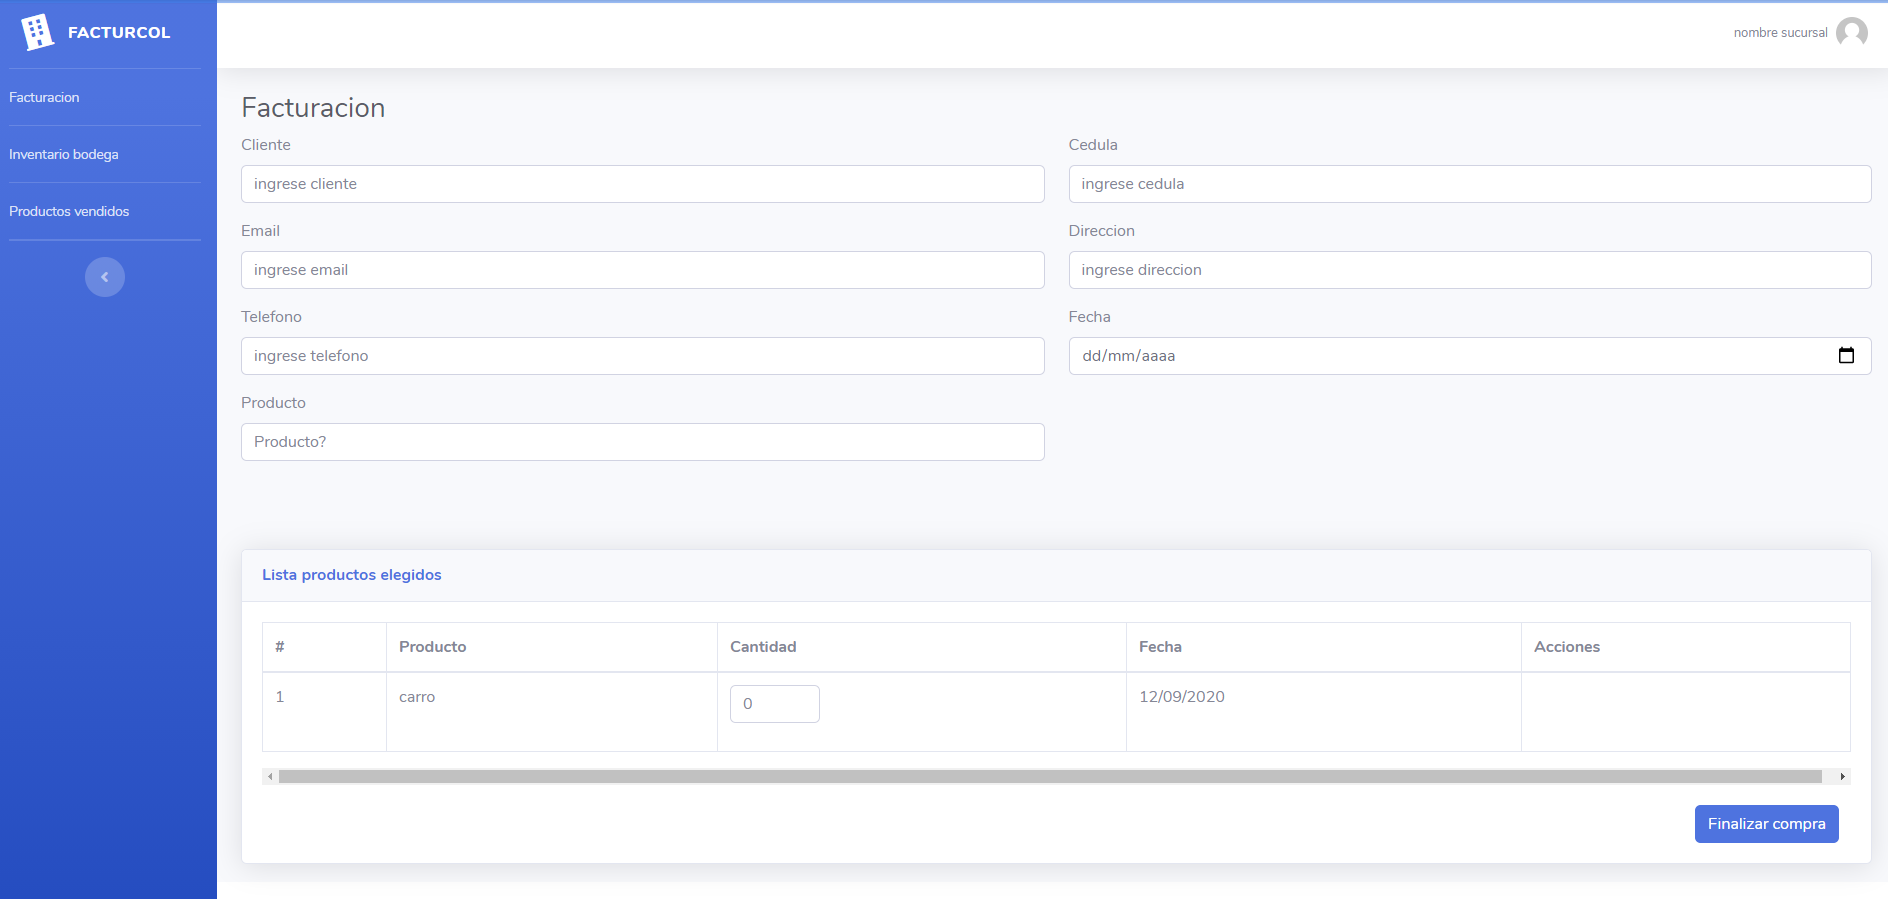 FACTURCOL
nombre sucursal
Facturacion
Inventario bodega
Productos vendidos
Facturacion
Cliente
Cedula
ingrese cliente
ingrese cedula
Email
Direccion
ingrese email
ingrese direccion
Telefono
Fecha
ingrese telefono
dd/mm/aaaa
Producto
Producto?
Lista productos elegidos
# Producto Cantidad Fecha Acciones
1 carro 0 12/09/2020
Finalizar compra